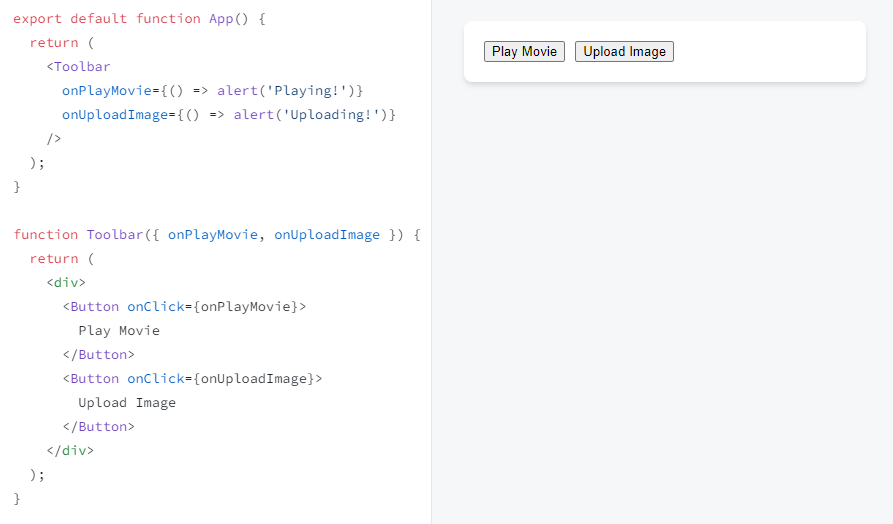 export default function App() {
  return (
    <Toolbar
      onPlayMovie={() => alert('Playing!')}
      onUploadImage={() => alert('Uploading!')}
    />
  );
}
function Toolbar({ onPlayMovie, onUploadImage }) {
  return (
    <div>
      <Button onClick={onPlayMovie}>
        Play Movie
      </Button>
      <Button onClick={onUploadImage}>
        Upload Image
      </Button>
    </div>
  );
}
Play Movie Upload Image